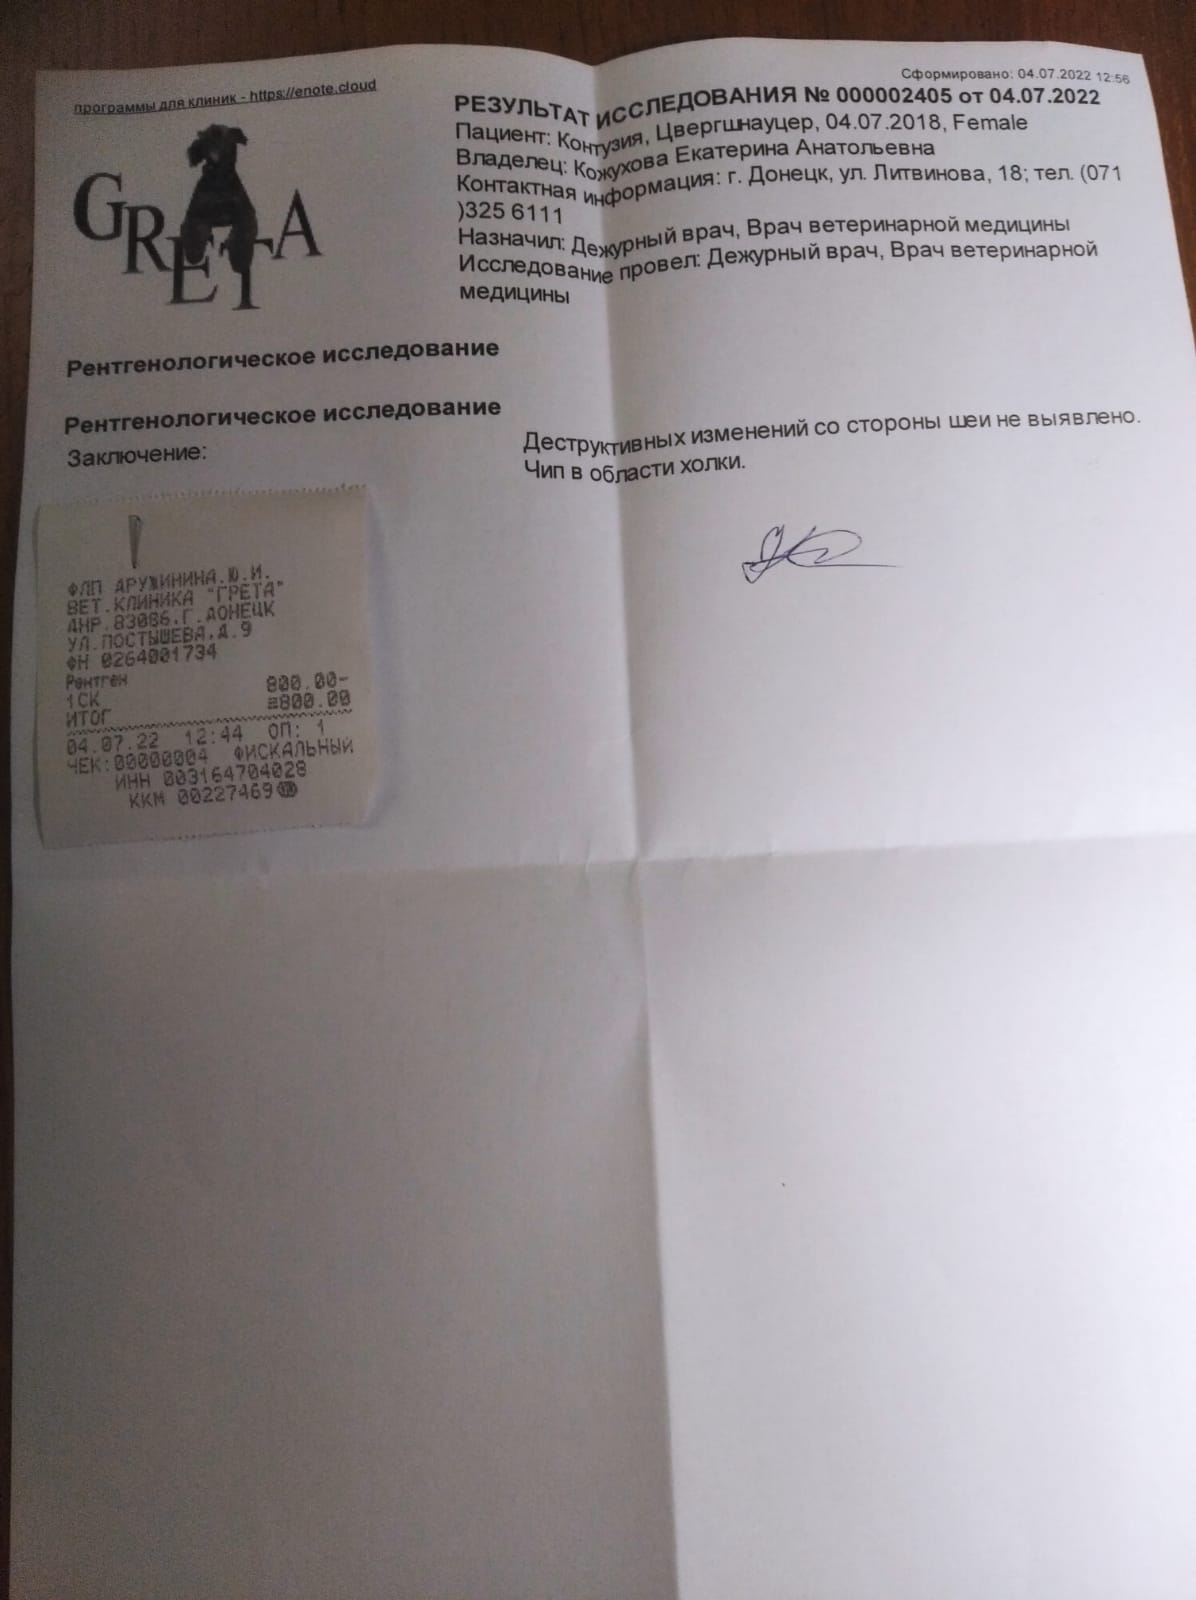 программы для клиник - https://enote.cloud
Сформировано: 04.07.2022 12:56
GRETA
РЕЗУЛЬТАТ ИССЛЕДОВАНИЯ № 000002405 от 04.07.2022
Пациент: Контузия, Цвергшнауцер, 04.07.2018, Female
Владелец: Кожухова Екатерина Анатольевна
Контактная информация: г. Донецк, ул. Литвинова, 18; тел. (071
)325 6111
Назначил: Дежурный врач, Врач ветеринарной медицины
Исследование провел: Дежурный врач, Врач ветеринарной
медицины
Рентгенологическое исследование
Рентгенологическое исследование
Заключение:
Деструктивных изменений со стороны шеи не выявлено.
Чип в области холки.
ФЛП АРУЖИНИНА.Ю.И.
ВЕТ.КЛИНИКА "ГРЕТА"
ДНР.83086.Г.ДОНЕЦК
УЛ.ПОСТЫШЕВА,Д.9
ФН 0264001734
Рентген 800.00-
1СК ≡800.00
ИТОГ
04.07.22 12:44 ОП: 1
ЧЕК:00000004 ФИСКАЛЬНЫЙ
ИНН 003164704028
ККМ 00227469